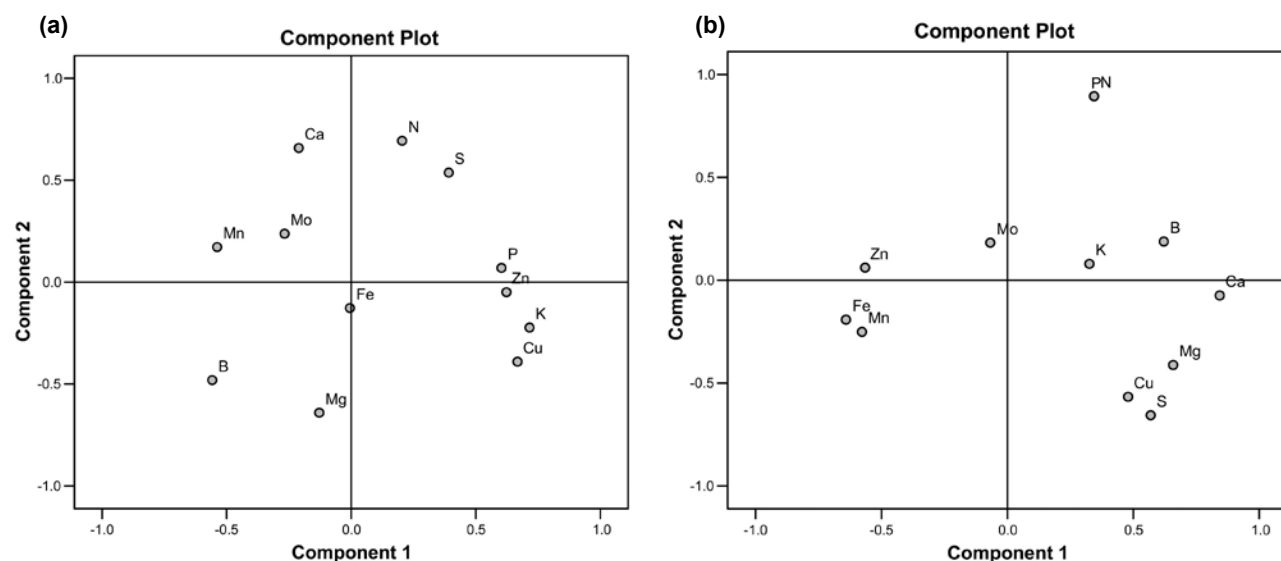 (a)
Component Plot
1.0
0.5
0.0
-0.5
-1.0
Component 2
Ca
N
S
Mo
Mn
P
Zn
Fe
K
Cu
B
Mg
-1.0 -0.5 0.0 0.5 1.0
Component 1
(b)
Component Plot
1.0
0.5
0.0
-0.5
-1.0
Component 2
PN
Mo
B
K
Zn
Ca
Fe
Mn
Mg
Cu
S
-1.0 -0.5 0.0 0.5 1.0
Component 1